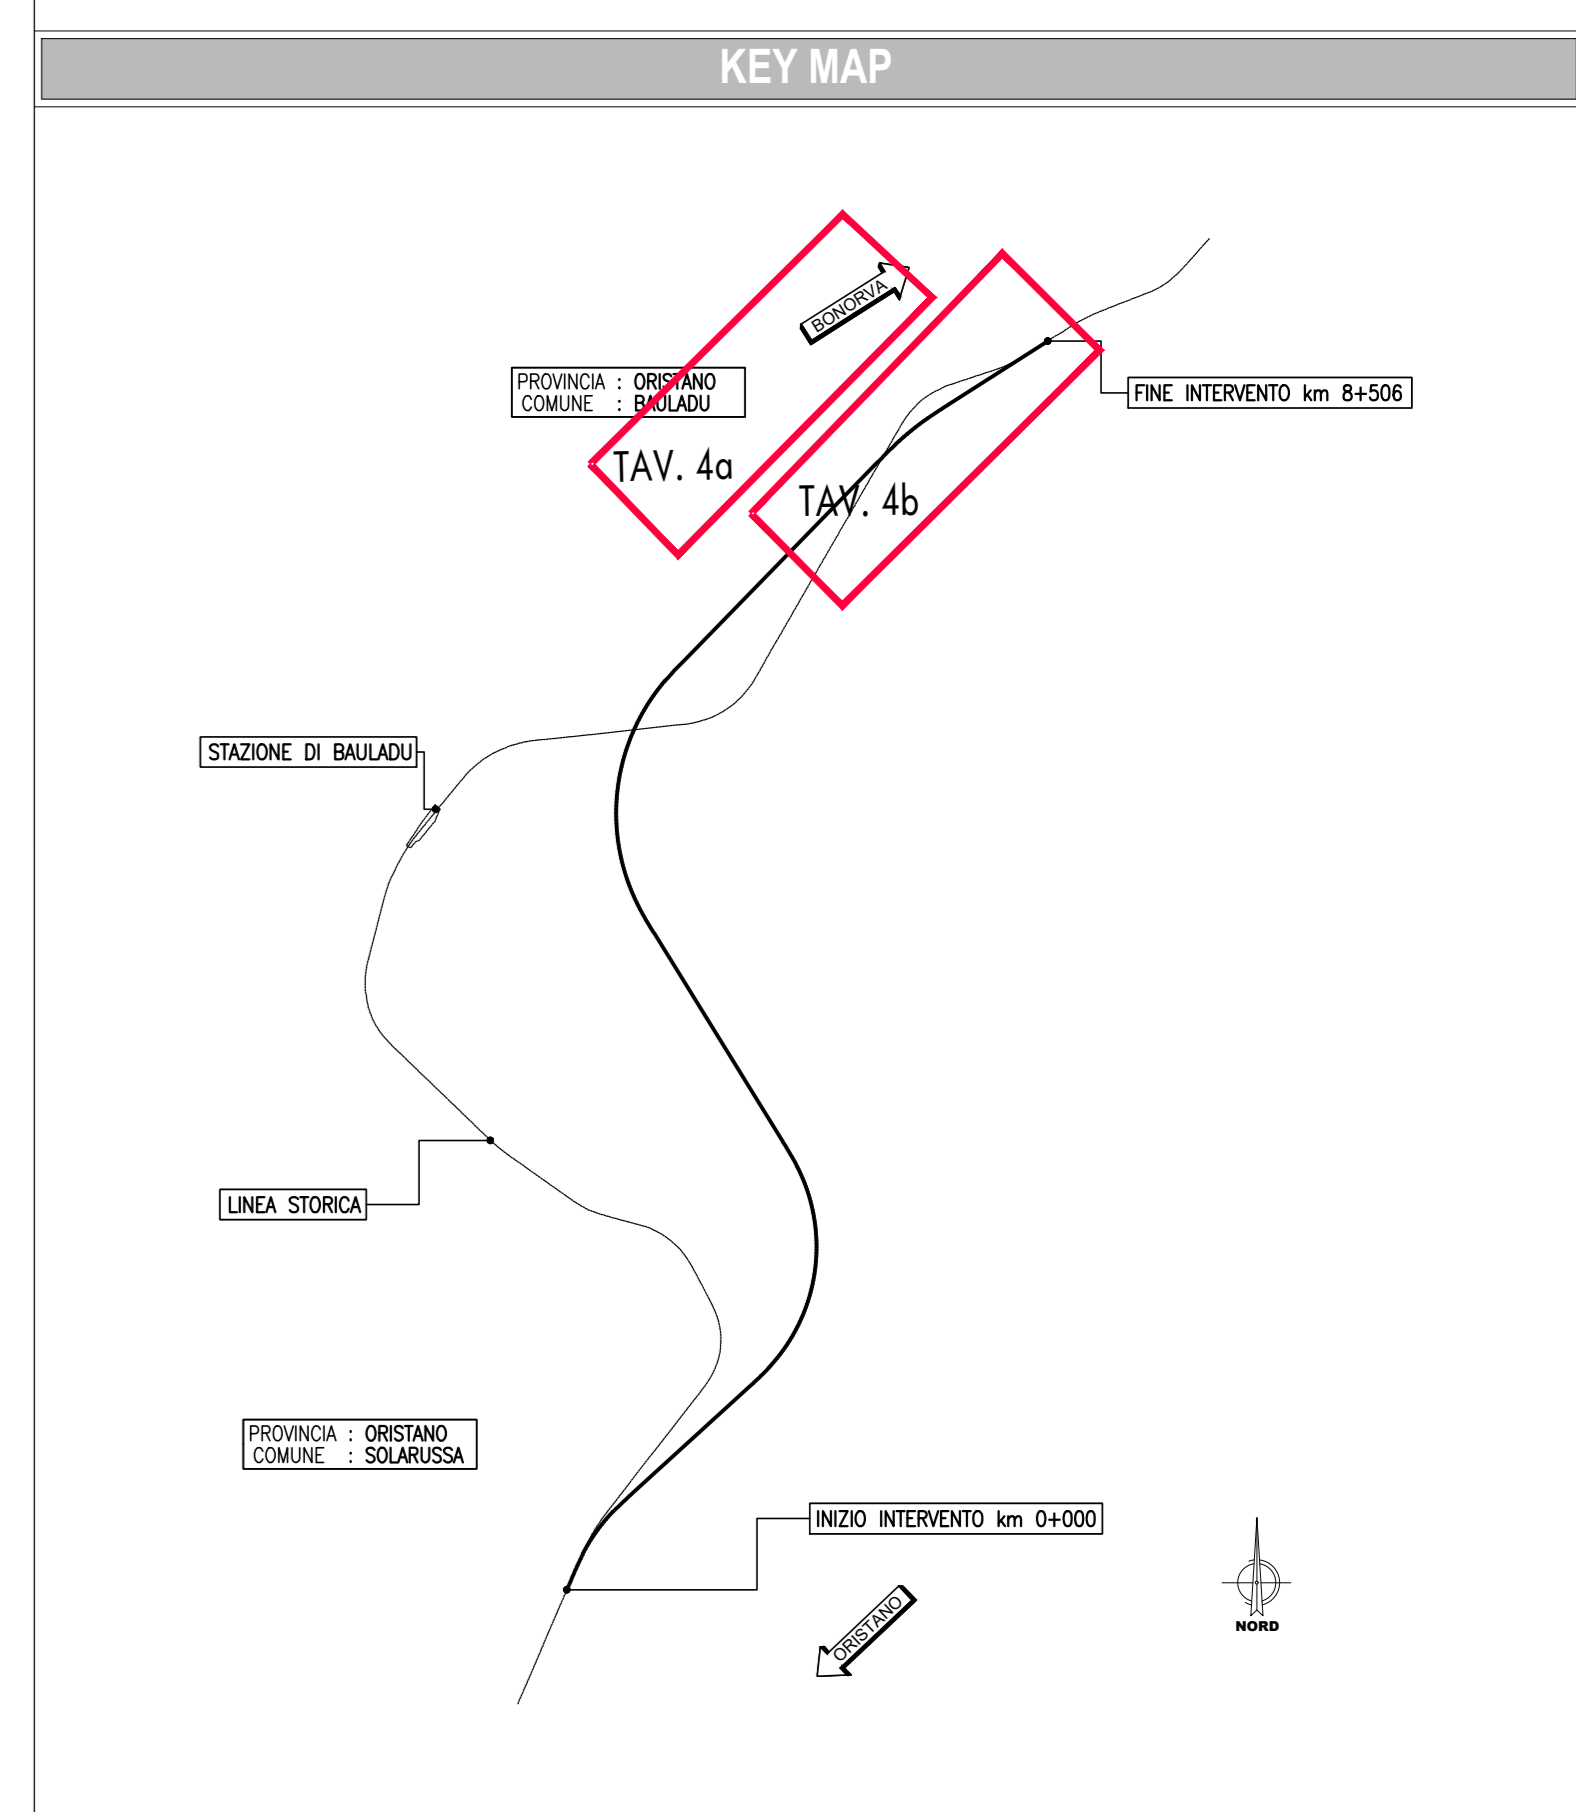 KEY MAP
BONORVA
PROVINCIA : ORISTANO
COMUNE : BAULADU
FINE INTERVENTO km 8+506
TAV. 4a
TAV. 4b
STAZIONE DI BAULADU
LINEA STORICA
PROVINCIA : ORISTANO
COMUNE : SOLARUSSA
INIZIO INTERVENTO km 0+000
ORISTANO
NORD